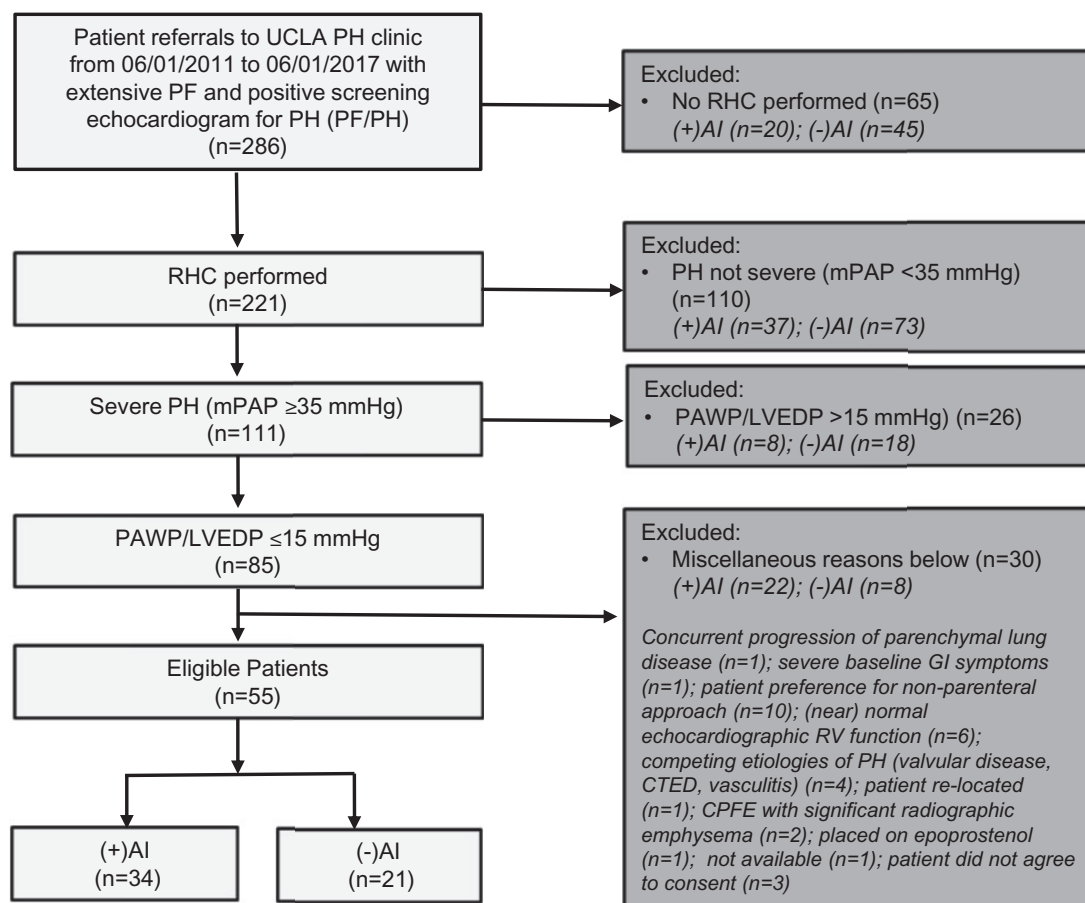 Patient referrals to UCLA PH clinic
from 06/01/2011 to 06/01/2017 with
extensive PF and positive screening
echocardiogram for PH (PF/PH)
(n=286)
Excluded:
• No RHC performed (n=65)
(+)AI (n=20); (-)AI (n=45)
RHC performed
(n=221)
Excluded:
• PH not severe (mPAP <35 mmHg)
(n=110)
(+)AI (n=37); (-)AI (n=73)
Severe PH (mPAP ≥35 mmHg)
(n=111)
Excluded:
• PAWP/LVEDP >15 mmHg) (n=26)
(+)AI (n=8); (-)AI (n=18)
PAWP/LVEDP ≤15 mmHg
(n=85)
Excluded:
• Miscellaneous reasons below (n=30)
(+)AI (n=22); (-)AI (n=8)
Concurrent progression of parenchymal lung
disease (n=1); severe baseline GI symptoms
(n=1); patient preference for non-parenteral
approach (n=10); (near) normal
echocardiographic RV function (n=6);
competing etiologies of PH (valvular disease,
CTED, vasculitis) (n=4); patient re-located
(n=1); CPFE with significant radiographic
emphysema (n=2); placed on epoprostenol
(n=1); not available (n=1); patient did not agree
to consent (n=3)
Eligible Patients
(n=55)
(+)AI
(n=34)
(-)AI
(n=21)